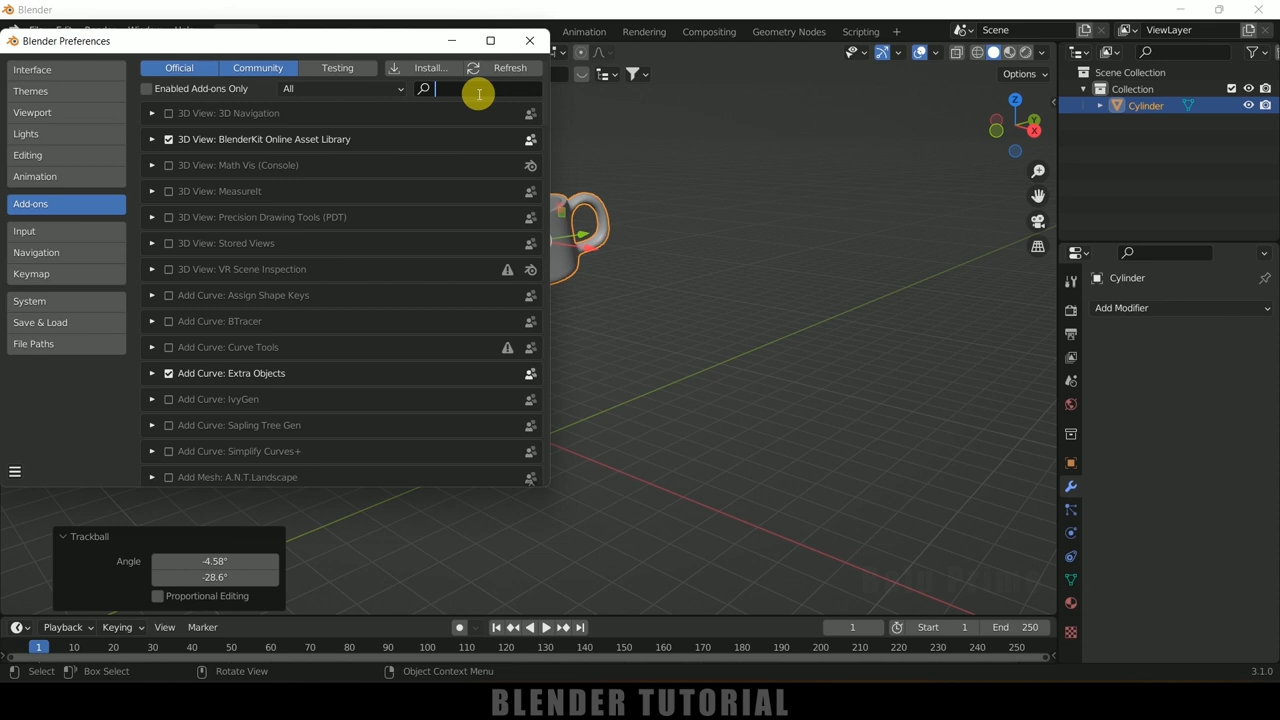 Blender
Blender Preferences
Animation Rendering Compositing Geometry Nodes Scripting + Scene ViewLayer
Interface
Themes
Viewport
Lights
Editing
Animation
Add-ons
Input
Navigation
Keymap
System
Save & Load
File Paths
Official Community Testing Install... Refresh
Enabled Add-ons Only All
3D View: 3D Navigation
3D View: BlenderKit Online Asset Library
3D View: Math Vis (Console)
3D View: MeasureIt
3D View: Precision Drawing Tools (PDT)
3D View: Stored Views
3D View: VR Scene Inspection
Add Curve: Assign Shape Keys
Add Curve: BTracer
Add Curve: Curve Tools
Add Curve: Extra Objects
Add Curve: IvyGen
Add Curve: Sapling Tree Gen
Add Curve: Simplify Curves+
Add Mesh: A.N.T.Landscape
Options
Z
Y
X
Scene Collection
Collection
Cylinder
Cylinder
Add Modifier
Trackball
Angle -4.58°
-28.6°
Proportional Editing
Playback Keying View Marker 1 Start 1 End 250
1 10 20 30 40 50 60 70 80 90 100 110 120 130 140 150 160 170 180 190 200 210 220 230 240 250
Select Box Select Rotate View Object Context Menu 3.1.0
BLENDER TUTORIAL